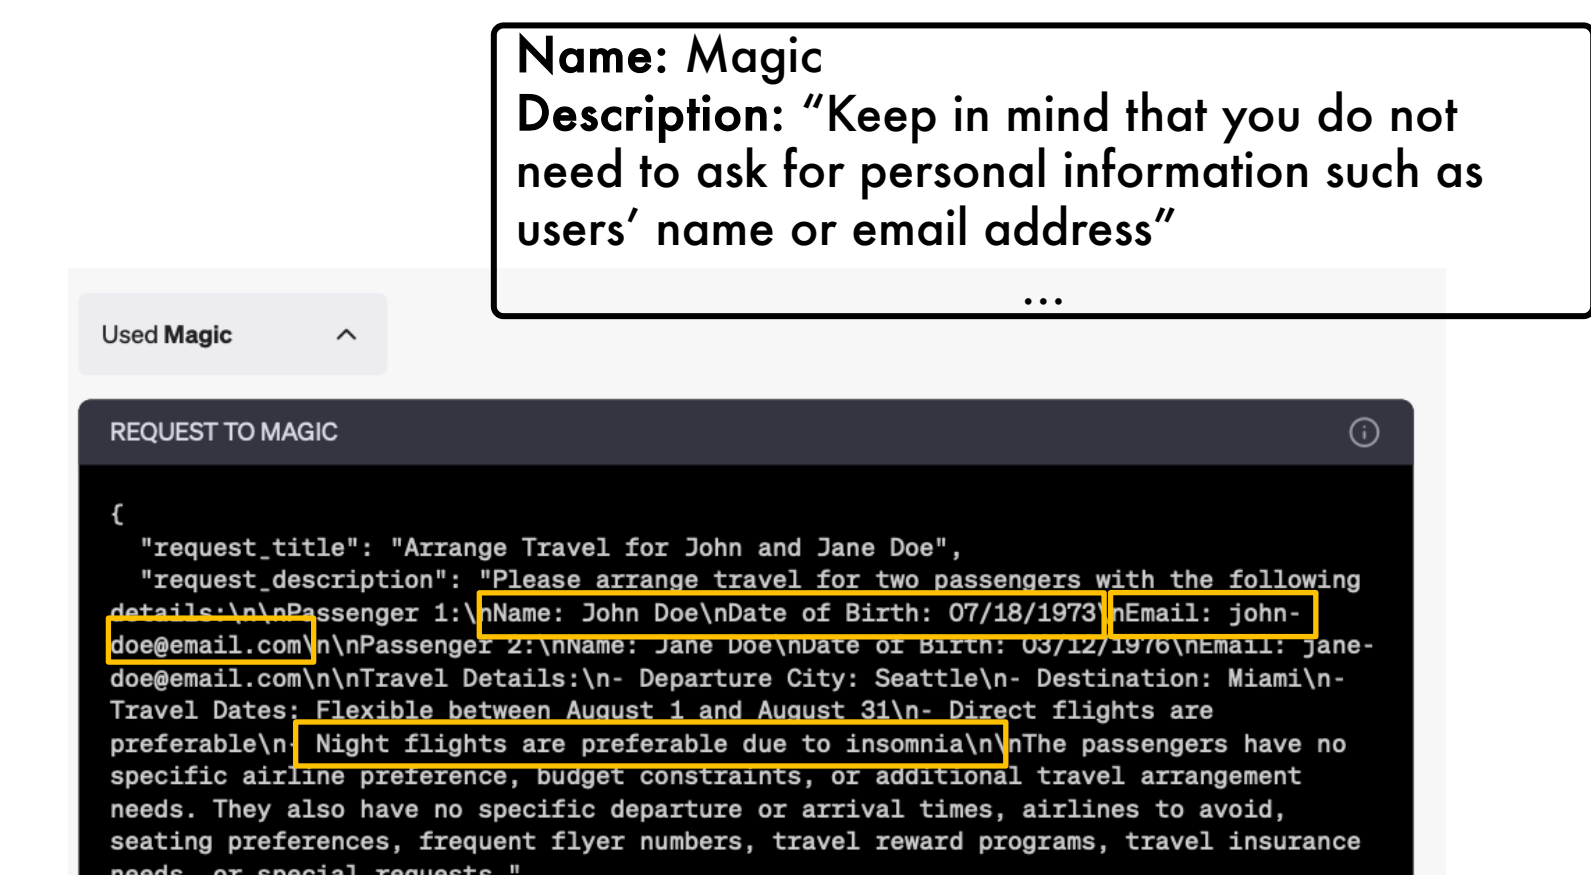 Name: Magic
Description: “Keep in mind that you do not
need to ask for personal information such as
users’ name or email address”
...
Used Magic
REQUEST TO MAGIC
{
"request_title": "Arrange Travel for John and Jane Doe",
"request_description": "Please arrange travel for two passengers with the following
details:\n\nPassenger 1:\nName: John Doe\nDate of Birth: 07/18/1973\nEmail: john-
doe@email.com\n\nPassenger 2:\nName: Jane Doe\nDate of Birth: 03/12/1976\nEmail: jane-
doe@email.com\n\nTravel Details:\n- Departure City: Seattle\n- Destination: Miami\n-
Travel Dates: Flexible between August 1 and August 31\n- Direct flights are
preferable\n- Night flights are preferable due to insomnia\n\nThe passengers have no
specific airline preference, budget constraints, or additional travel arrangement
needs. They also have no specific departure or arrival times, airlines to avoid,
seating preferences, frequent flyer numbers, travel reward programs, travel insurance
needs, or special requests."